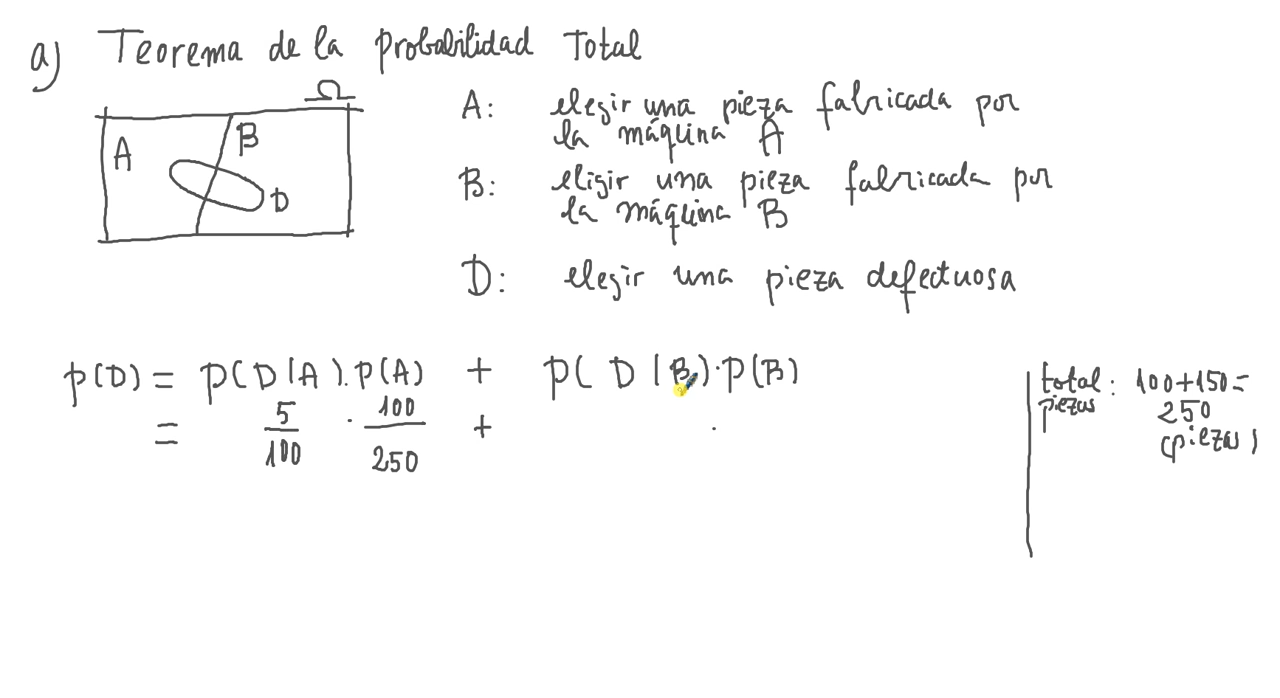 a) Teorema de la probabilidad Total
Ω
A B D
A: elegir una pieza fabricada por
la máquina A
B: eligir una pieza fabricada por
la máquina B
D: elegir una pieza defectuosa
p(D) = p(D|A).p(A) + p(D|B)·p(B)
= 5/100 · 100/250 + ·
total: 100+150=
piezas 250
(piezas)